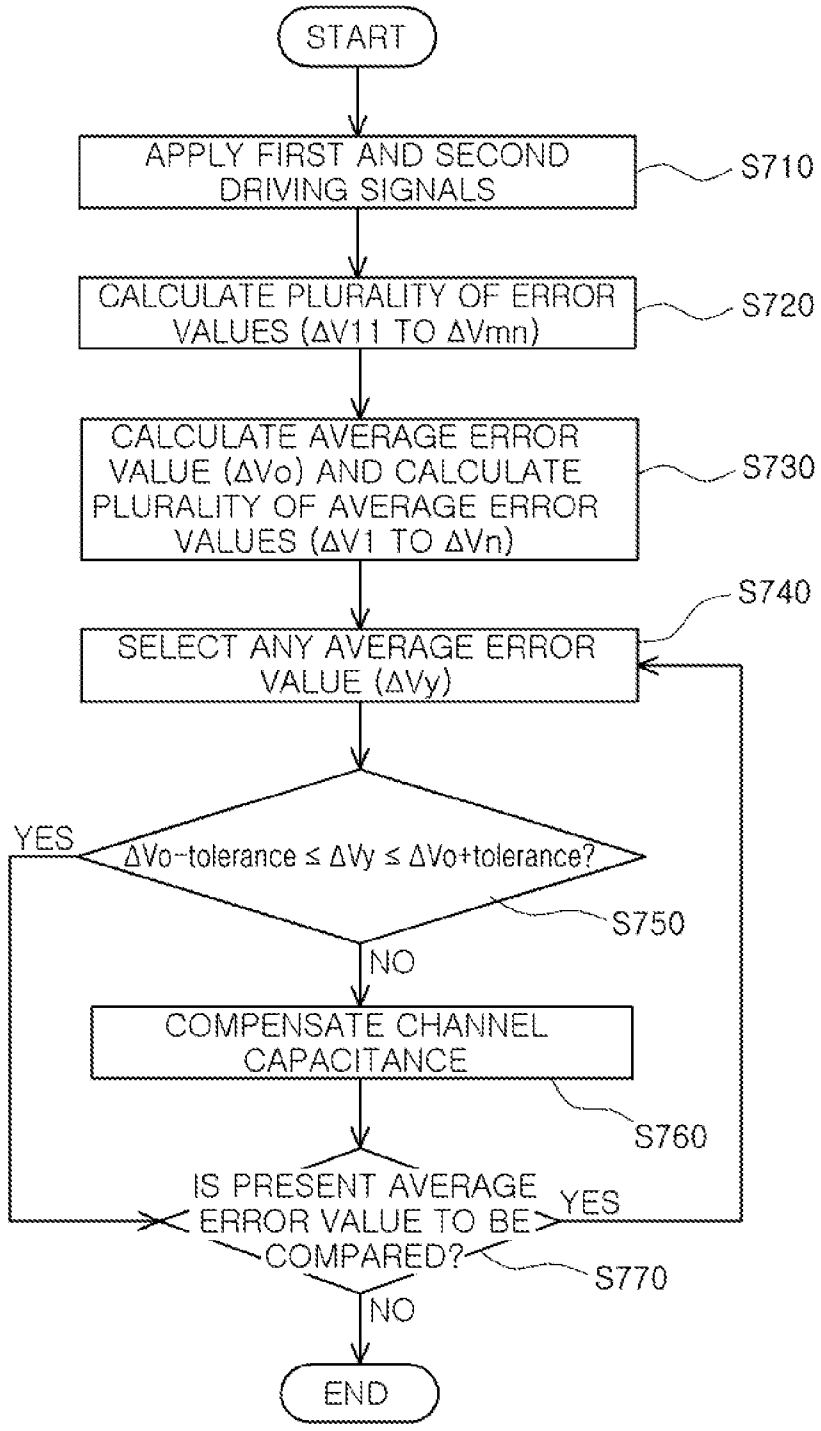 START
APPLY FIRST AND SECOND
DRIVING SIGNALS
S710
CALCULATE PLURALITY OF ERROR
VALUES (ΔV11 TO ΔVmn)
S720
CALCULATE AVERAGE ERROR
VALUE (ΔVo) AND CALCULATE
PLURALITY OF AVERAGE ERROR
VALUES (ΔV1 TO ΔVn)
S730
SELECT ANY AVERAGE ERROR
VALUE (ΔVy)
S740
YES
ΔVo-tolerance ≤ ΔVy ≤ ΔVo+tolerance?
S750
NO
COMPENSATE CHANNEL
CAPACITANCE
S760
IS PRESENT AVERAGE
ERROR VALUE TO BE
COMPARED?
YES
S770
NO
END